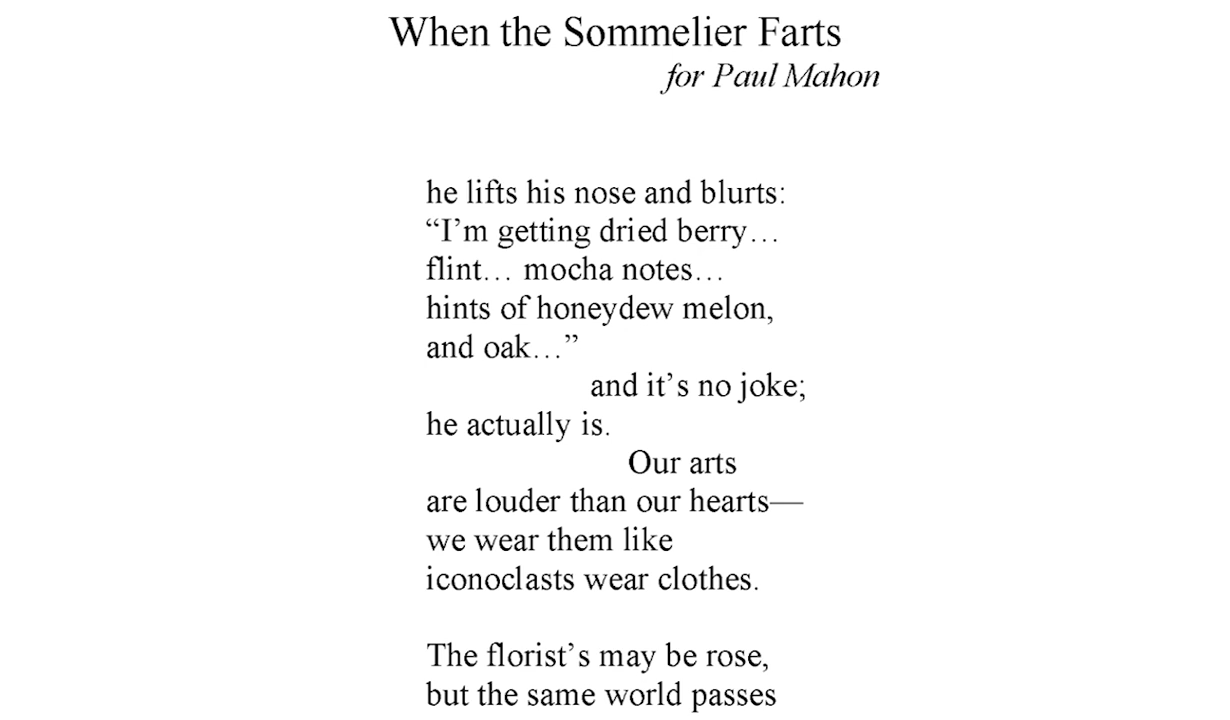 When the Sommelier Farts
for Paul Mahon
he lifts his nose and blurts:
“I’m getting dried berry…
flint… mocha notes…
hints of honeydew melon,
and oak…”
and it’s no joke;
he actually is.
Our arts
are louder than our hearts—
we wear them like
iconoclasts wear clothes.
The florist’s may be rose,
but the same world passes